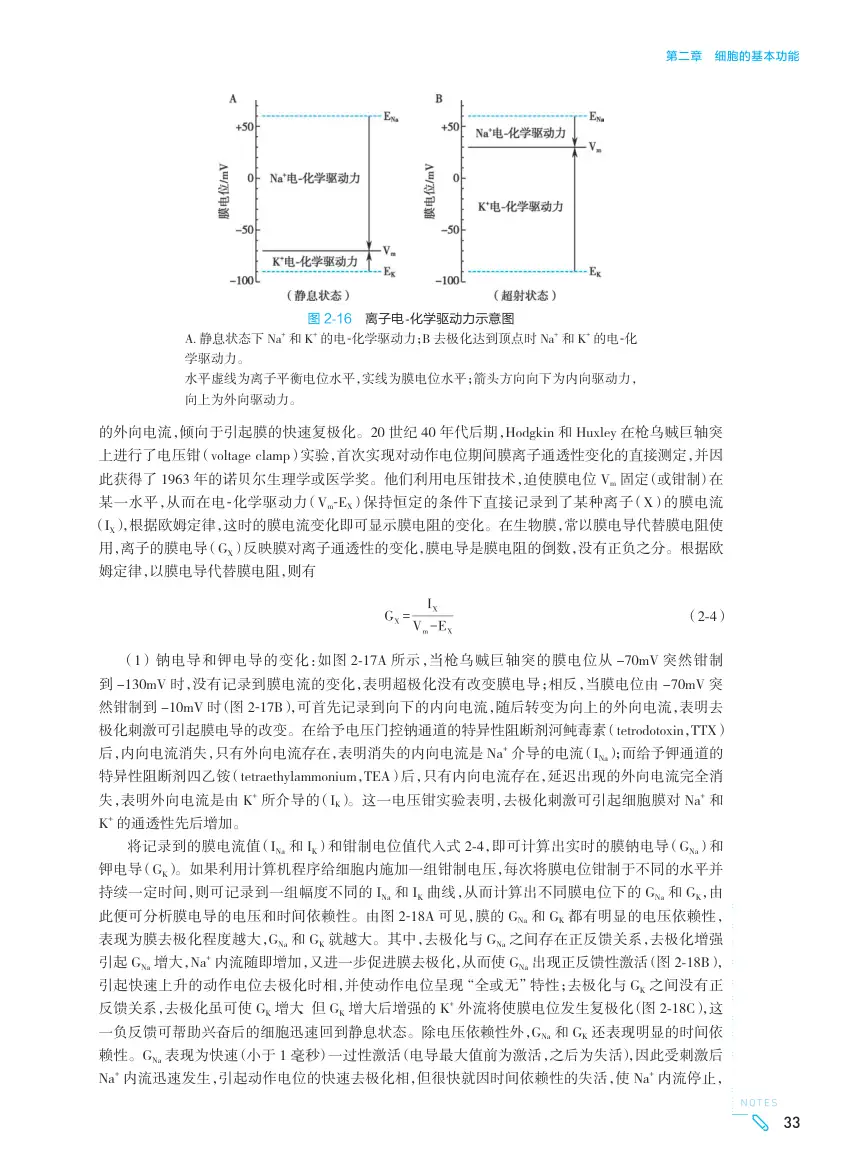 第二章 细胞的基本功能
A
膜电位/mV
+50
0
-50
-100
E_Na
Na⁺电-化学驱动力
V_m
K⁺电-化学驱动力
E_K
(静息状态)
B
膜电位/mV
+50
0
-50
-100
E_Na
Na⁺电-化学驱动力
V_m
K⁺电-化学驱动力
E_K
(超射状态)
图 2-16 离子电-化学驱动力示意图
A. 静息状态下 Na⁺ 和 K⁺ 的电-化学驱动力;B 去极化达到顶点时 Na⁺ 和 K⁺ 的电-化
学驱动力。
水平虚线为离子平衡电位水平,实线为膜电位水平;箭头方向向下为内向驱动力,
向上为外向驱动力。
的外向电流,倾向于引起膜的快速复极化。20 世纪 40 年代后期,Hodgkin 和 Huxley 在枪乌贼巨轴突
上进行了电压钳(voltage clamp)实验,首次实现对动作电位期间膜离子通透性变化的直接测定,并因
此获得了 1963 年的诺贝尔生理学或医学奖。他们利用电压钳技术,迫使膜电位 V_m 固定(或钳制)在
某一水平,从而在电-化学驱动力(V_m-E_X)保持恒定的条件下直接记录到了某种离子(X)的膜电流
(I_X),根据欧姆定律,这时的膜电流变化即可显示膜电阻的变化。在生物膜,常以膜电导代替膜电阻使
用,离子的膜电导(G_X)反映膜对离子通透性的变化,膜电导是膜电阻的倒数,没有正负之分。根据欧
姆定律,以膜电导代替膜电阻,则有
G_X = I_X / (V_m - E_X) (2-4)
(1)钠电导和钾电导的变化:如图 2-17A 所示,当枪乌贼巨轴突的膜电位从 -70mV 突然钳制
到 -130mV 时,没有记录到膜电流的变化,表明超极化没有改变膜电导;相反,当膜电位由 -70mV 突
然钳制到 -10mV 时(图 2-17B),可首先记录到向下的内向电流,随后转变为向上的外向电流,表明去
极化刺激可引起膜电导的改变。在给予电压门控钠通道的特异性阻断剂河鲀毒素(tetrodotoxin,TTX)
后,内向电流消失,只有外向电流存在,表明消失的内向电流是 Na⁺ 介导的电流(I_Na);而给予钾通道的
特异性阻断剂四乙铵(tetraethylammonium,TEA)后,只有内向电流存在,延迟出现的外向电流完全消
失,表明外向电流是由 K⁺ 所介导的(I_K)。这一电压钳实验表明,去极化刺激可引起细胞膜对 Na⁺ 和
K⁺ 的通透性先后增加。
将记录到的膜电流值(I_Na 和 I_K)和钳制电位值代入式 2-4,即可计算出实时的膜钠电导(G_Na)和
钾电导(G_K)。如果利用计算机程序给细胞内施加一组钳制电压,每次将膜电位钳制于不同的水平并
持续一定时间,则可记录到一组幅度不同的 I_Na 和 I_K 曲线,从而计算出不同膜电位下的 G_Na 和 G_K,由
此便可分析膜电导的电压和时间依赖性。由图 2-18A 可见,膜的 G_Na 和 G_K 都有明显的电压依赖性,
表现为膜去极化程度越大,G_Na 和 G_K 就越大。其中,去极化与 G_Na 之间存在正反馈关系,去极化增强
引起 G_Na 增大,Na⁺ 内流随即增加,又进一步促进膜去极化,从而使 G_Na 出现正反馈性激活(图 2-18B),
引起快速上升的动作电位去极化时相,并使动作电位呈现“全或无”特性;去极化与 G_K 之间没有正
反馈关系,去极化虽可使 G_K 增大 但 G_K 增大后增强的 K⁺ 外流将使膜电位发生复极化(图 2-18C),这
一负反馈可帮助兴奋后的细胞迅速回到静息状态。除电压依赖性外,G_Na 和 G_K 还表现明显的时间依
赖性。G_Na 表现为快速(小于 1 毫秒)一过性激活(电导最大值前为激活,之后为失活),因此受刺激后
Na⁺ 内流迅速发生,引起动作电位的快速去极化相,但很快就因时间依赖性的失活,使 Na⁺ 内流停止,
NOTES
33